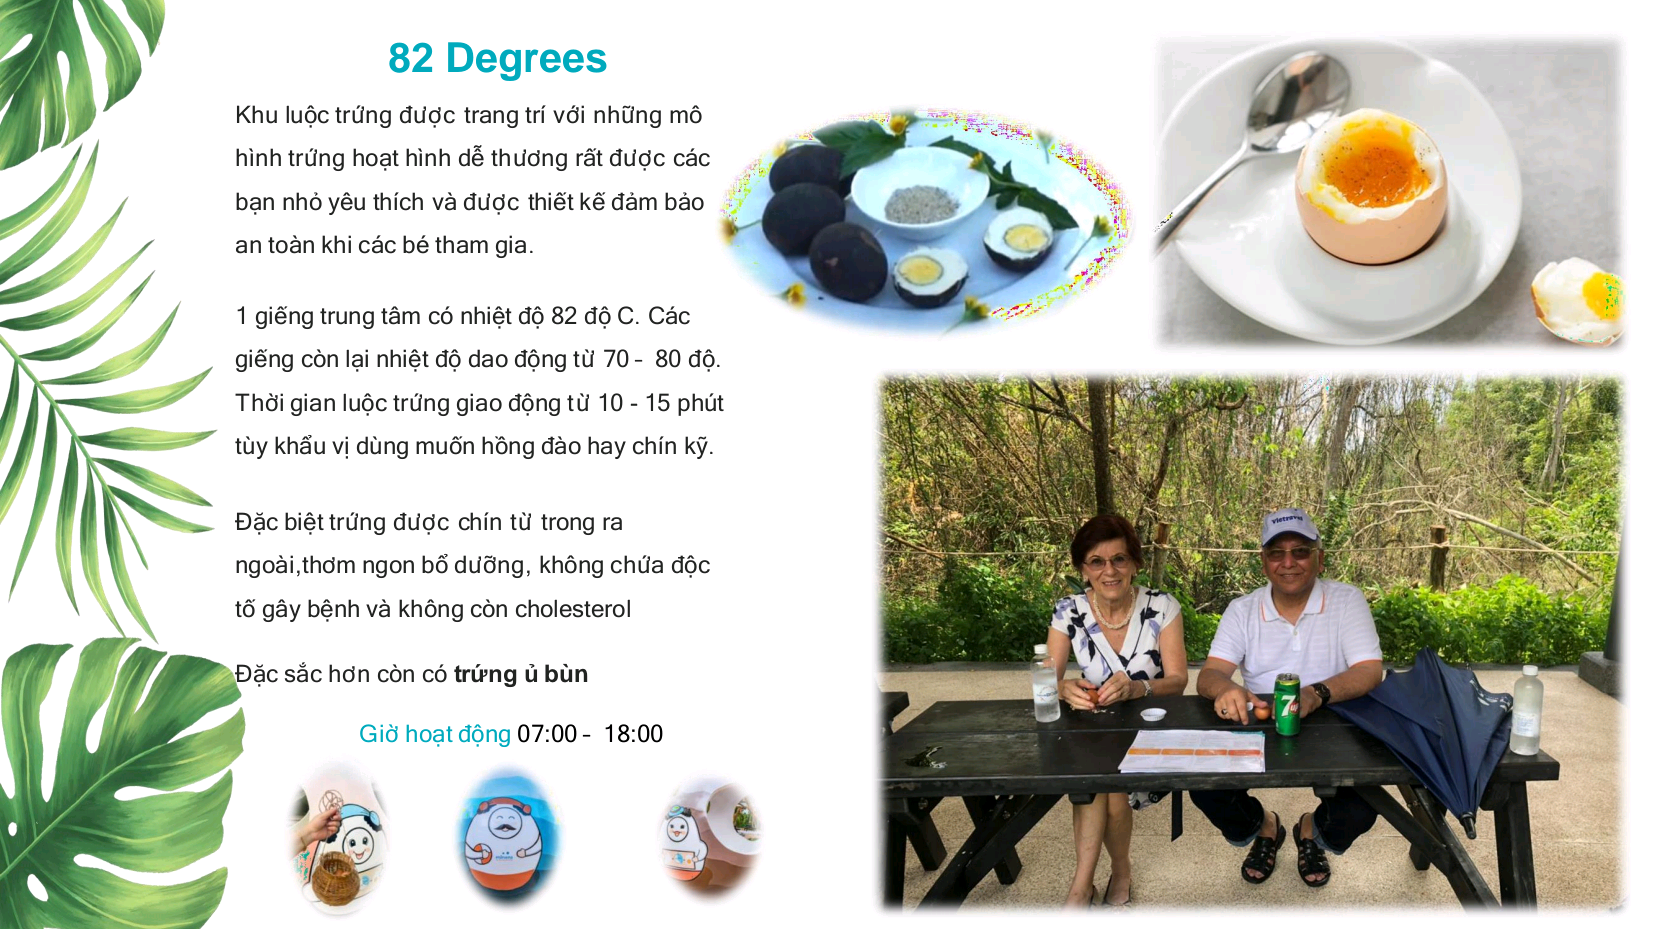 82 Degrees
Khu luộc trứng được trang trí với những mô
hình trứng hoạt hình dễ thương rất được các
bạn nhỏ yêu thích và được thiết kế đảm bảo
an toàn khi các bé tham gia.
1 giếng trung tâm có nhiệt độ 82 độ C. Các
giếng còn lại nhiệt độ dao động từ 70 - 80 độ.
Thời gian luộc trứng giao động từ 10 - 15 phút
tùy khẩu vị dùng muốn hồng đào hay chín kỹ.
Đặc biệt trứng được chín từ trong ra
ngoài,thơm ngon bổ dưỡng, không chứa độc
tố gây bệnh và không còn cholesterol
Đặc sắc hơn còn có trứng ủ bùn
Giờ hoạt động 07:00 - 18:00
Vietravel
7up